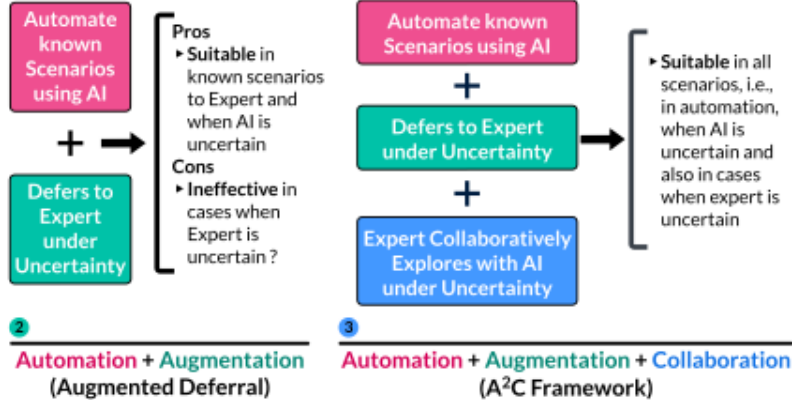 Automate
known
Scenarios
using AI
+
Defers to
Expert
under
Uncertainty
Pros
▸ Suitable in
known scenarios
to Expert and
when AI is
uncertain
Cons
▸ Ineffective in
cases when
Expert is
uncertain ?
2
Automation + Augmentation
(Augmented Deferral)
Automate known
Scenarios using AI
+
Defers to Expert
under Uncertainty
+
Expert Collaboratively
Explores with AI
under Uncertainty
▸ Suitable in all
scenarios, i.e.,
in automation,
when AI is
uncertain and
also in cases
when expert is
uncertain
3
Automation + Augmentation + Collaboration
(A²C Framework)